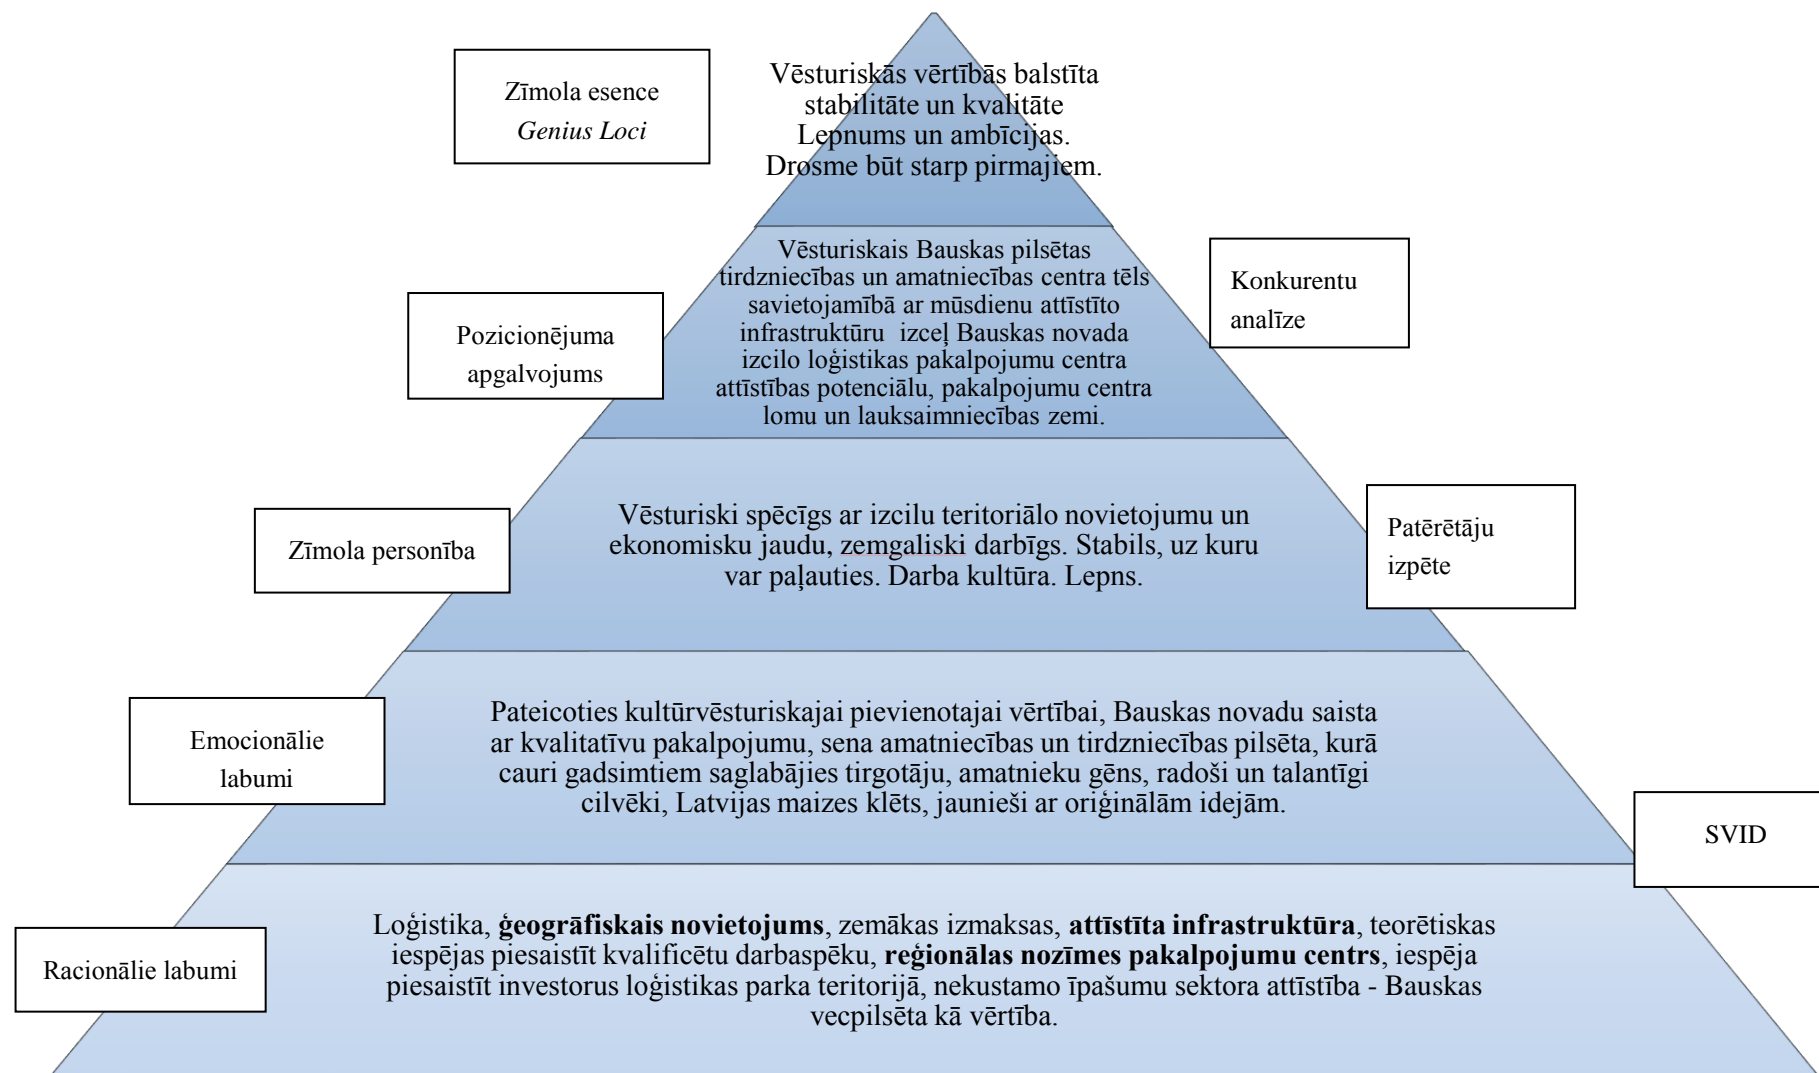 Zīmola esence
Genius Loci
Vēsturiskās vērtībās balstīta
stabilitāte un kvalitāte
Lepnums un ambīcijas.
Drosme būt starp pirmajiem.
Pozicionējuma
apgalvojums
Vēsturiskais Bauskas pilsētas
tirdzniecības un amatniecības centra tēls
savietojamībā ar mūsdienu attīstīto
infrastruktūru izceļ Bauskas novada
izcilo loģistikas pakalpojumu centra
attīstības potenciālu, pakalpojumu centra
lomu un lauksaimniecības zemi.
Konkurentu
analīze
Zīmola personība
Vēsturiski spēcīgs ar izcilu teritoriālo novietojumu un
ekonomisku jaudu, zemgaliski darbīgs. Stabils, uz kuru
var paļauties. Darba kultūra. Lepns.
Patērētāju
izpēte
Emocionālie
labumi
Pateicoties kultūrvēsturiskajai pievienotajai vērtībai, Bauskas novadu saista
ar kvalitatīvu pakalpojumu, sena amatniecības un tirdzniecības pilsēta, kurā
cauri gadsimtiem saglabājies tirgotāju, amatnieku gēns, radoši un talantīgi
cilvēki, Latvijas maizes klēts, jaunieši ar oriģinālām idejām.
SVID
Racionālie labumi
Loģistika, ģeogrāfiskais novietojums, zemākas izmaksas, attīstīta infrastruktūra, teorētiskas
iespējas piesaistīt kvalificētu darbaspēku, reģionālas nozīmes pakalpojumu centrs, iespēja
piesaistīt investorus loģistikas parka teritorijā, nekustamo īpašumu sektora attīstība - Bauskas
vecpilsēta kā vērtība.